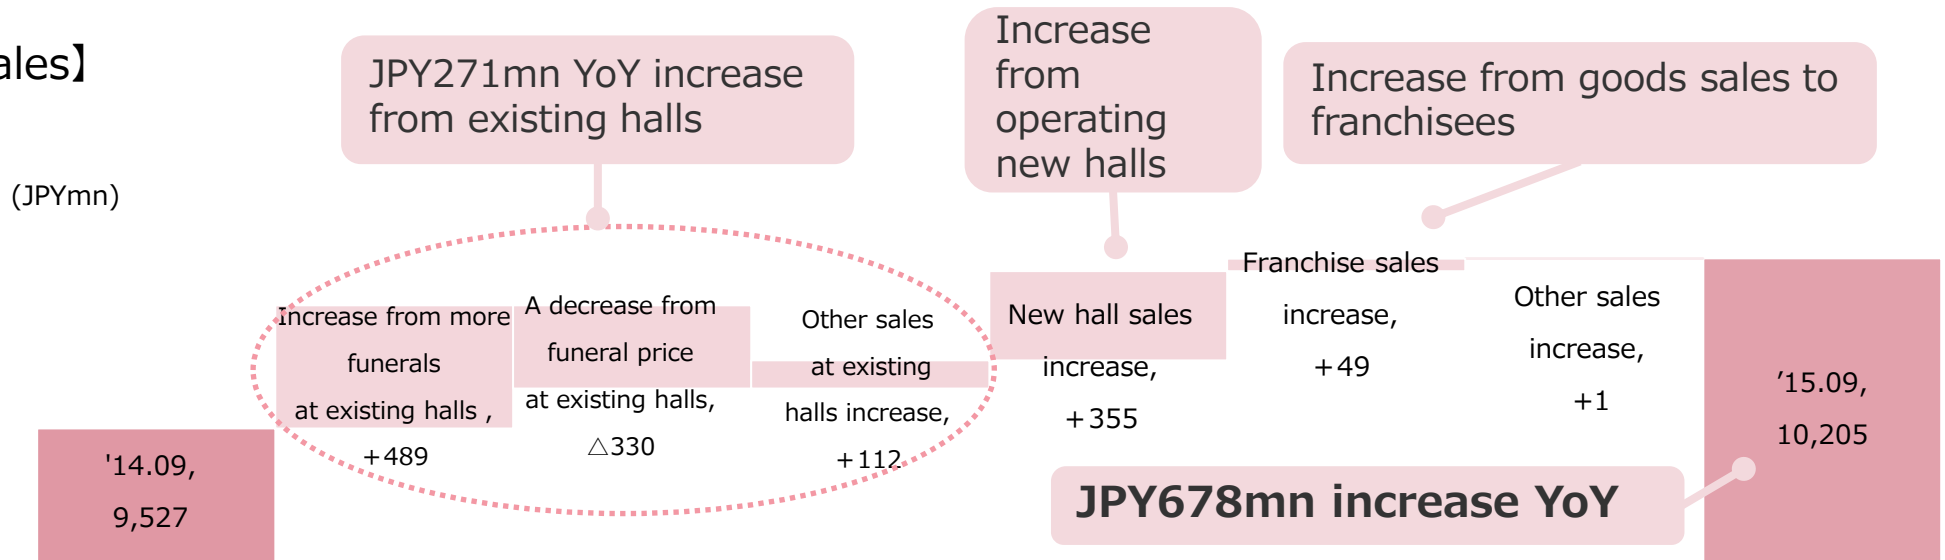 ales】
(JPYmn)
JPY271mn YoY increase
from existing halls
Increase
from
operating
new halls
Increase from goods sales to
franchisees
'14.09,
9,527
Increase from more
funerals
at existing halls ,
+489
A decrease from
funeral price
at existing halls,
△330
Other sales
at existing
halls increase,
+112
New hall sales
increase,
+355
Franchise sales
increase,
+49
Other sales
increase,
+1
’15.09,
10,205
JPY678mn increase YoY